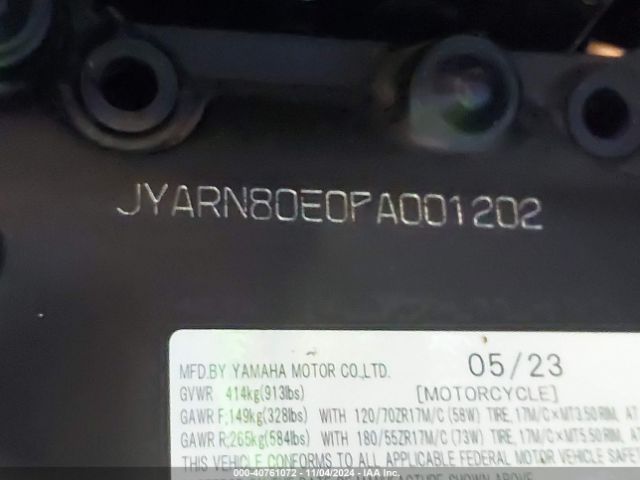 JYARN80E0PA001202
MFD.BY YAMAHA MOTOR CO.,LTD. 05/23
GVWR 414kg(913lbs) [MOTORCYCLE]
GAWR F;149kg(328lbs) WITH 120/70ZR17M/C (58W) TIRE, 17M/C×MT3.50 RIM, AT
GAWR R;265kg(584lbs) WITH 180/55ZR17M/C (73W) TIRE, 17M/C×MT5.50 RIM, AT
THIS VEHICLE CONFORMS TO ALL APPLICABLE FEDERAL MOTOR VEHICLE SAFETY
000-40761072 - 11/04/2024 - IAAI.com